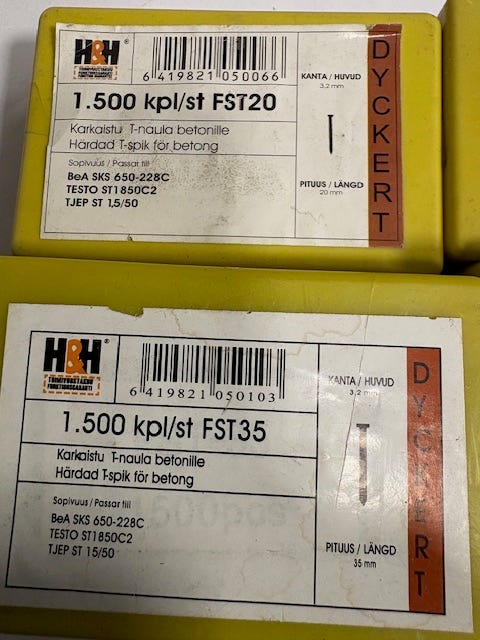 H&H
TOIMIVUUSTAKUU
FUNKTIONSGARANTI
6 419821 050066
1.500 kpl/st FST20
Karkaistu T-naula betonille
Härdad T-spik för betong
Sopivuus / Passar till
BeA SKS 650-228C
TESTO ST1850C2
TJEP ST 1,5/50
KANTA / HUVUD
3,2 mm
PITUUS / LÄNGD
20 mm
DYCKERT
H&H
TOIMIVUUSTAKUU
FUNKTIONSGARANTI
6 419821 050103
1.500 kpl/st FST35
Karkaistu T-naula betonille
Härdad T-spik för betong
Sopivuus / Passar till
BeA SKS 650-228C
TESTO ST1850C2
TJEP ST 15/50
KANTA / HUVUD
3,2 mm
PITUUS / LÄNGD
35 mm
DYCKERT